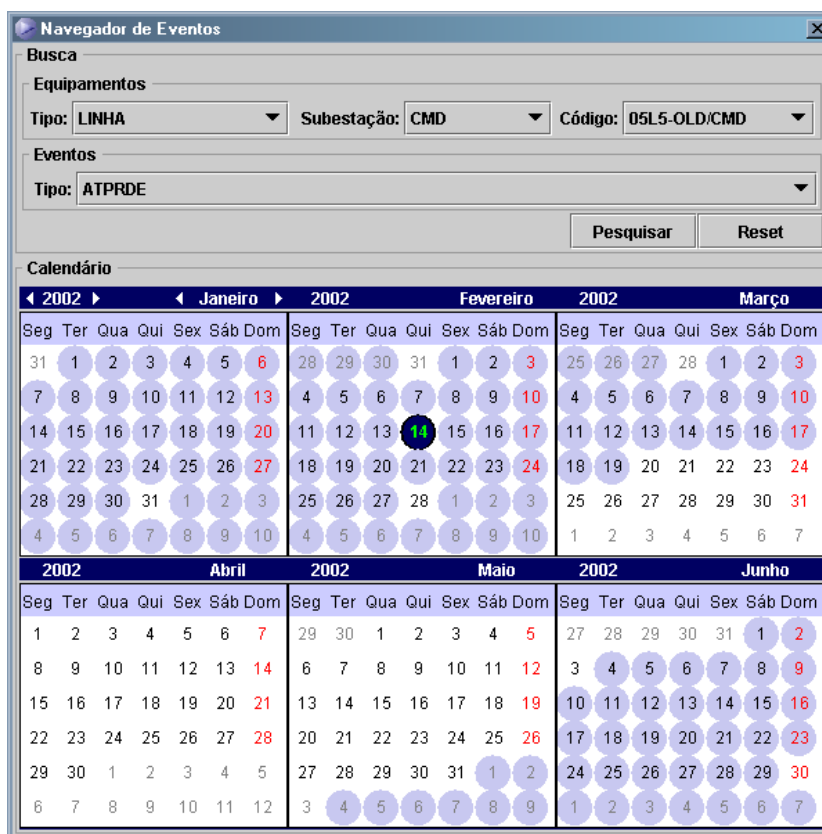 Navegador de Eventos
Busca
Equipamentos
Tipo: LINHA Subestação: CMD Código: 05L5-OLD/CMD
Eventos
Tipo: ATPRDE
Pesquisar Reset
Calendário
2002 Janeiro 2002 Fevereiro 2002 Março
Seg Ter Qua Qui Sex Sáb Dom Seg Ter Qua Qui Sex Sáb Dom Seg Ter Qua Qui Sex Sáb Dom
31 1 2 3 4 5 6 28 29 30 31 1 2 3 25 26 27 28 1 2 3
7 8 9 10 11 12 13 4 5 6 7 8 9 10 4 5 6 7 8 9 10
14 15 16 17 18 19 20 11 12 13 14 15 16 17 11 12 13 14 15 16 17
21 22 23 24 25 26 27 18 19 20 21 22 23 24 18 19 20 21 22 23 24
28 29 30 31 1 2 3 25 26 27 28 1 2 3 25 26 27 28 29 30 31
4 5 6 7 8 9 10 4 5 6 7 8 9 10 1 2 3 4 5 6 7
2002 Abril 2002 Maio 2002 Junho
Seg Ter Qua Qui Sex Sáb Dom Seg Ter Qua Qui Sex Sáb Dom Seg Ter Qua Qui Sex Sáb Dom
1 2 3 4 5 6 7 29 30 1 2 3 4 5 27 28 29 30 31 1 2
8 9 10 11 12 13 14 6 7 8 9 10 11 12 3 4 5 6 7 8 9
15 16 17 18 19 20 21 13 14 15 16 17 18 19 10 11 12 13 14 15 16
22 23 24 25 26 27 28 20 21 22 23 24 25 26 17 18 19 20 21 22 23
29 30 1 2 3 4 5 27 28 29 30 31 1 2 24 25 26 27 28 29 30
6 7 8 9 10 11 12 3 4 5 6 7 8 9 1 2 3 4 5 6 7